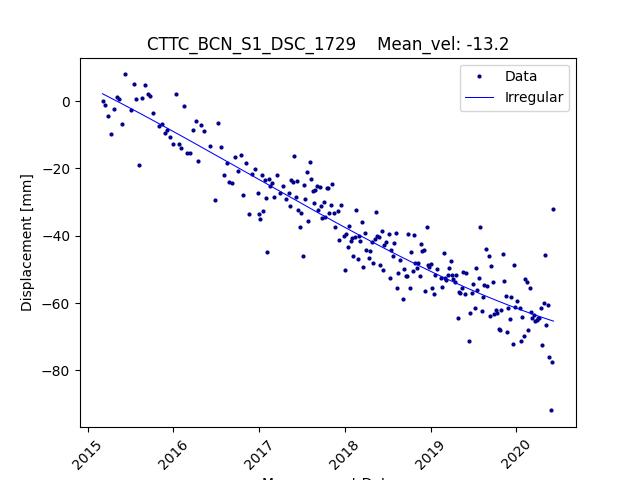 CTTC_BCN_S1_DSC_1729    Mean_vel: -13.2
Data
Irregular
Displacement [mm]
0
−20
−40
−60
−80
2015
2016
2017
2018
2019
2020